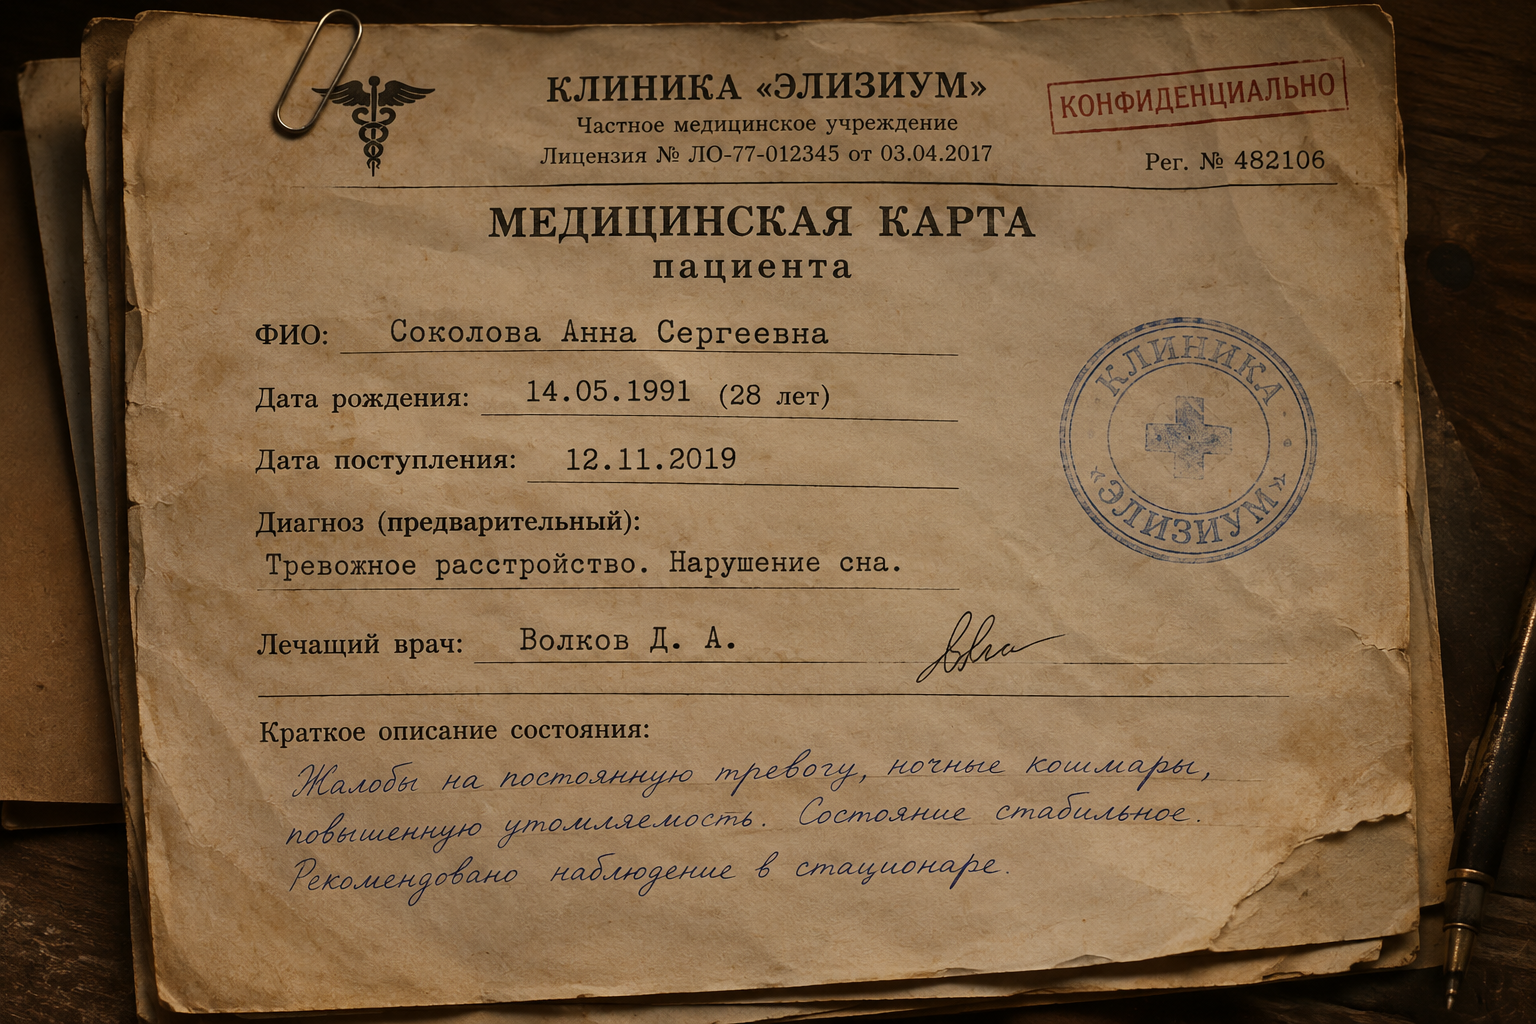 КЛИНИКА «ЭЛИЗИУМ»
Частное медицинское учреждение
Лицензия № ЛО-77-012345 от 03.04.2017
КОНФИДЕНЦИАЛЬНО
Рег. № 482106
МЕДИЦИНСКАЯ КАРТА
пациента
ФИО: Соколова Анна Сергеевна
Дата рождения: 14.05.1991 (28 лет)
Дата поступления: 12.11.2019
Диагноз (предварительный):
Тревожное расстройство. Нарушение сна.
КЛИНИКА
«ЭЛИЗИУМ»
Лечащий врач: Волков Д. А.
Краткое описание состояния:
Жалобы на постоянную тревогу, ночные кошмары,
повышенную утомляемость. Состояние стабильное.
Рекомендовано наблюдение в стационаре.